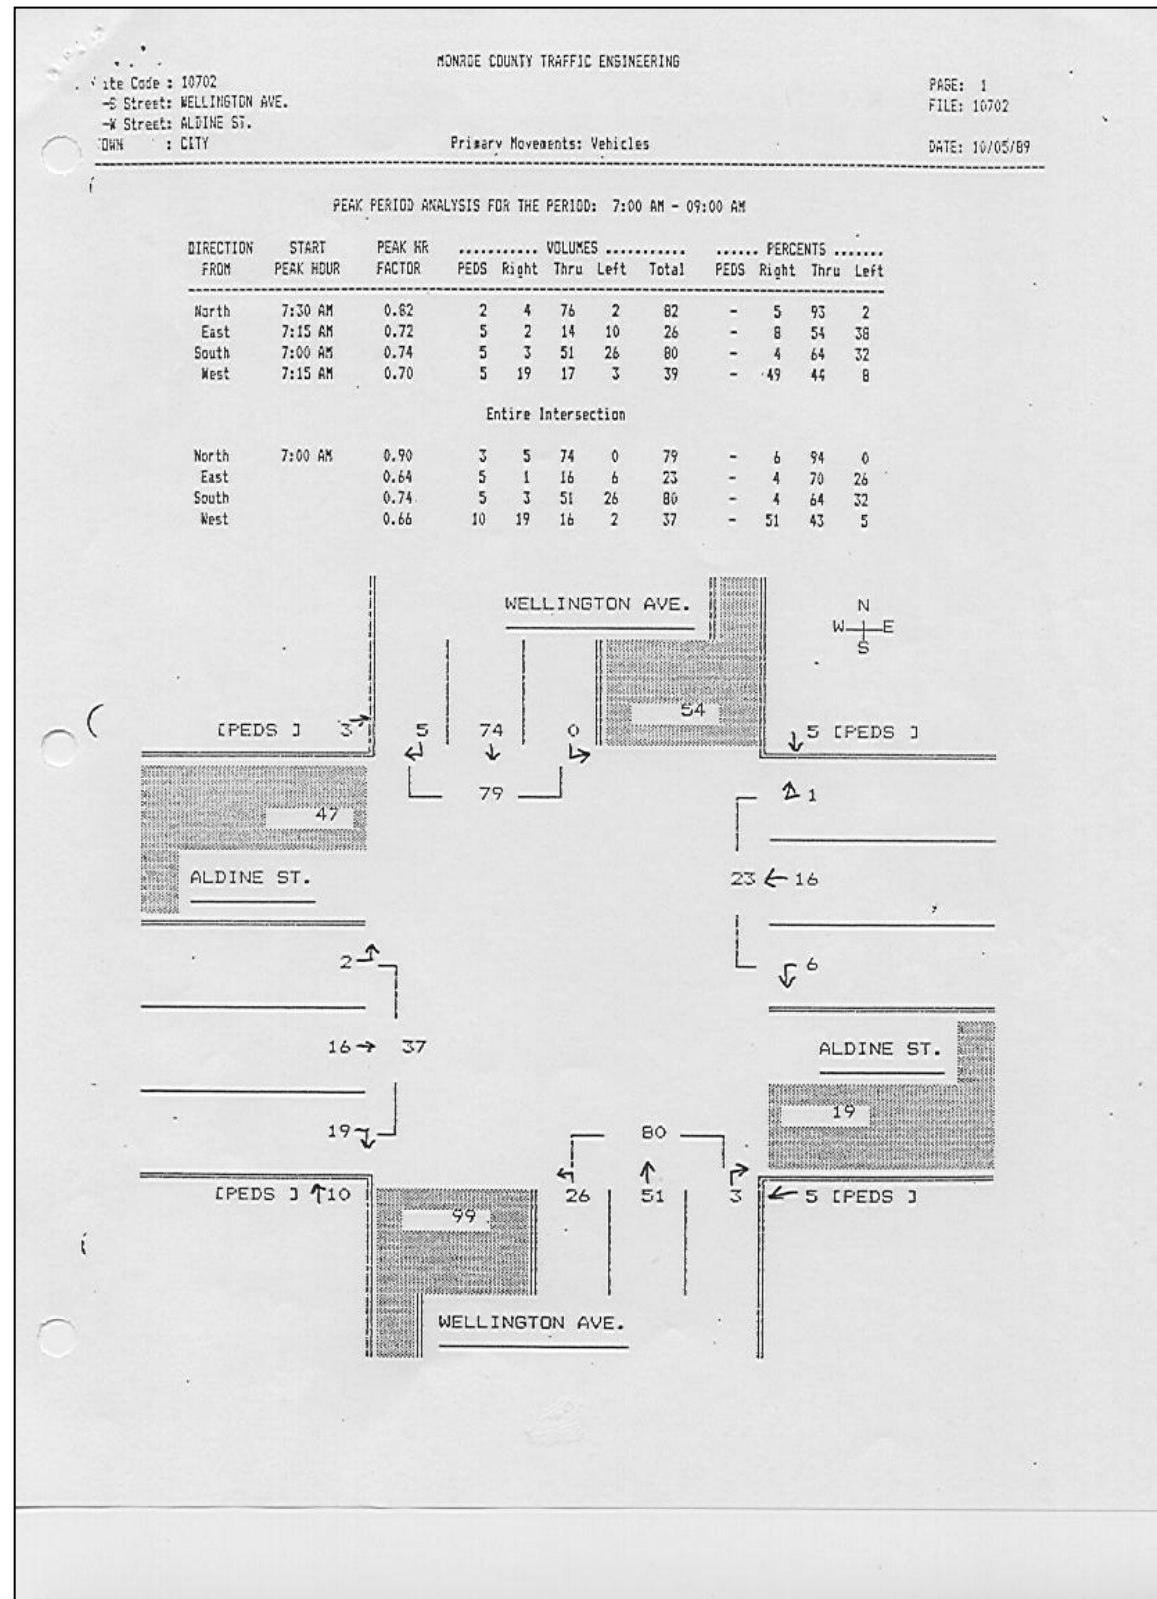 MONROE COUNTY TRAFFIC ENGINEERING
ite Code : 10702 PAGE: 1
-S Street: WELLINGTON AVE. FILE: 10702
-W Street: ALDINE ST.
TOWN : CITY Primary Movements: Vehicles DATE: 10/05/89
PEAK PERIOD ANALYSIS FOR THE PERIOD: 7:00 AM - 09:00 AM
DIRECTION START PEAK HR ........... VOLUMES ........... ...... PERCENTS .......
FROM PEAK HOUR FACTOR PEDS Right Thru Left Total PEDS Right Thru Left
North 7:30 AM 0.82 2 4 76 2 82 - 5 93 2
East 7:15 AM 0.72 5 2 14 10 26 - 8 54 38
South 7:00 AM 0.74 5 3 51 26 80 - 4 64 32
West 7:15 AM 0.70 5 19 17 3 39 - 49 44 8
Entire Intersection
North 7:00 AM 0.90 3 5 74 0 79 - 6 94 0
East 0.64 5 1 16 6 23 - 4 70 26
South 0.74 5 3 51 26 80 - 4 64 32
West 0.66 10 19 16 2 37 - 51 43 5
WELLINGTON AVE.
N
W E
S
54
[PEDS ] 3 5 74 0 5 [PEDS ]
79 1
47
ALDINE ST. 23 16
2 6
16 37 ALDINE ST.
19
19 80
[PEDS ] 10 26 51 3 5 [PEDS ]
99
WELLINGTON AVE.